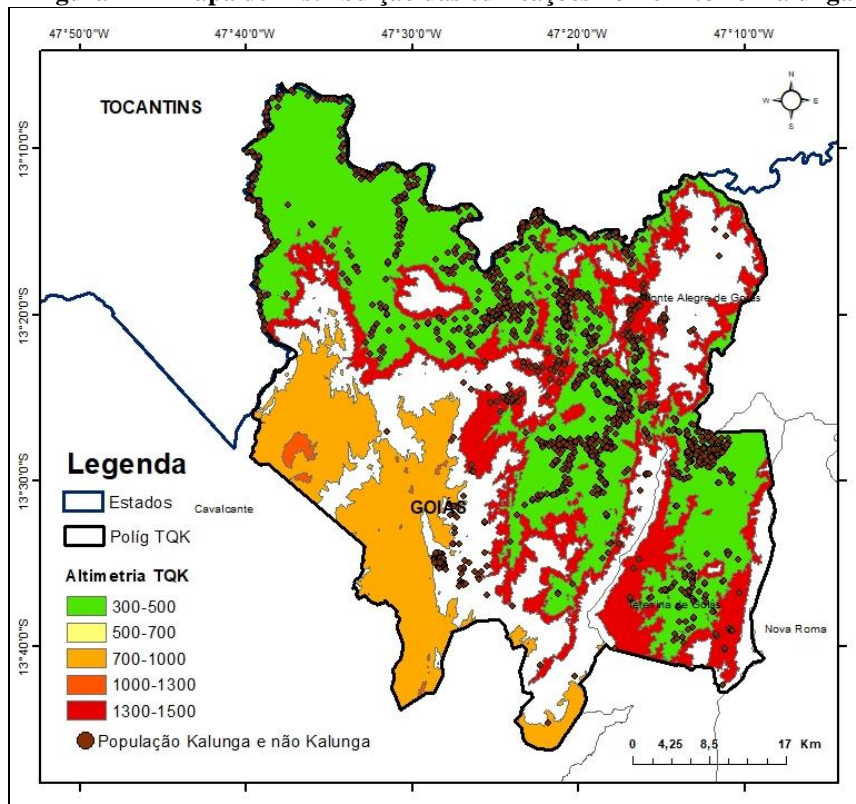 47°50'0"O 47°40'0"O 47°30'0"O 47°20'0"O 47°10'0"O
TOCANTINS
N
W E
S
13°10'0"S
13°20'0"S
13°30'0"S
13°40'0"S
Monte Alegre de Goiás
Legenda
Estados
Políg TQK
Cavalcante
GOIÁS
Altimetria TQK
300-500
500-700
700-1000
1000-1300
1300-1500
População Kalunga e não Kalunga
Teresina de Goiás
Nova Roma
0 4,25 8,5 17 Km